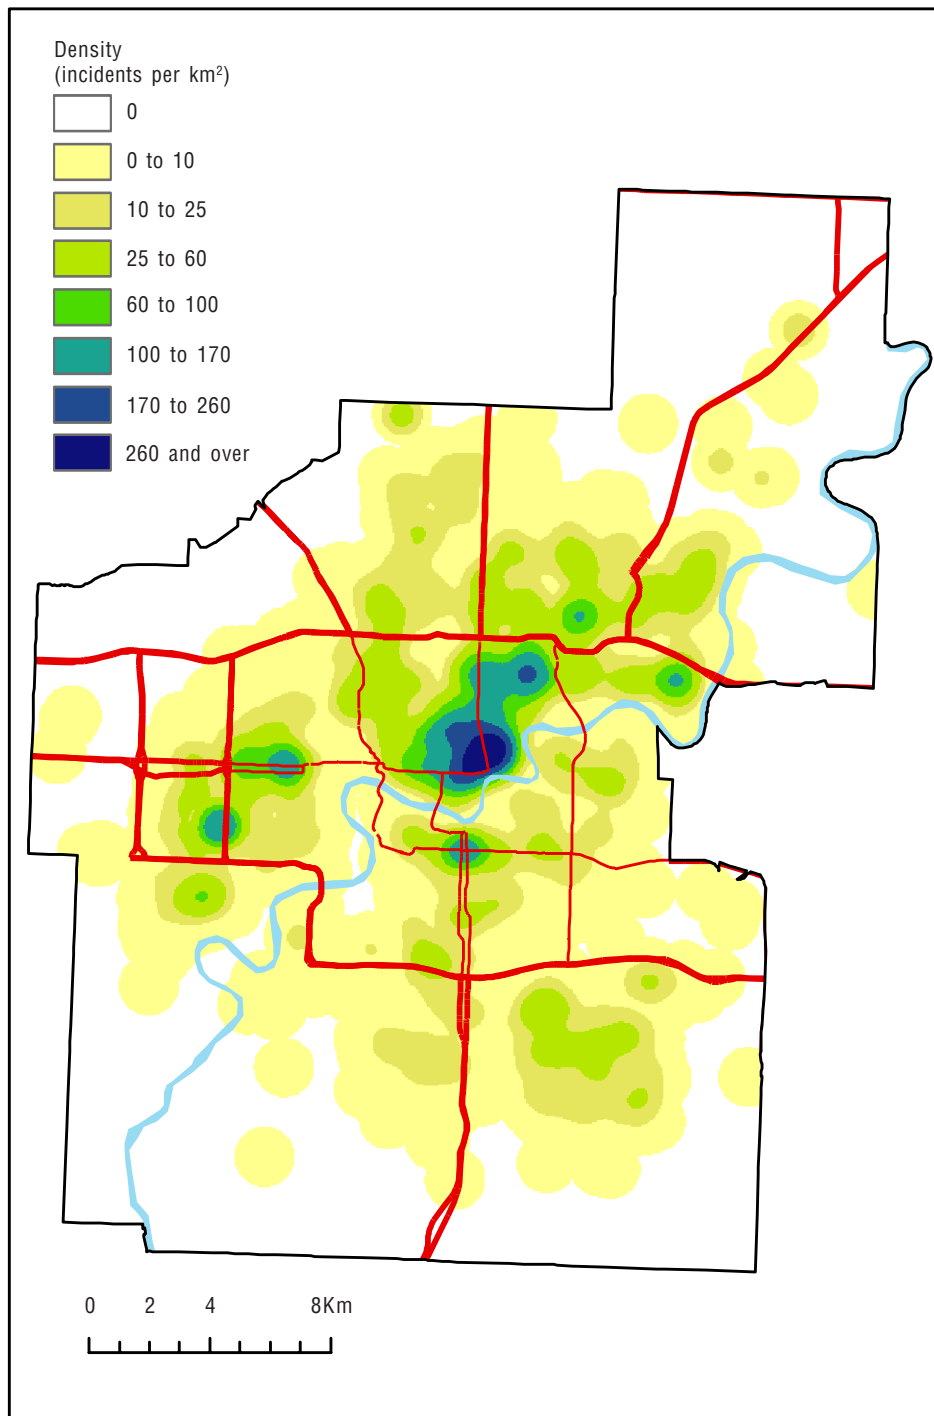 Density
(incidents per km²)
0
0 to 10
10 to 25
25 to 60
60 to 100
100 to 170
170 to 260
260 and over
0 2 4 8Km